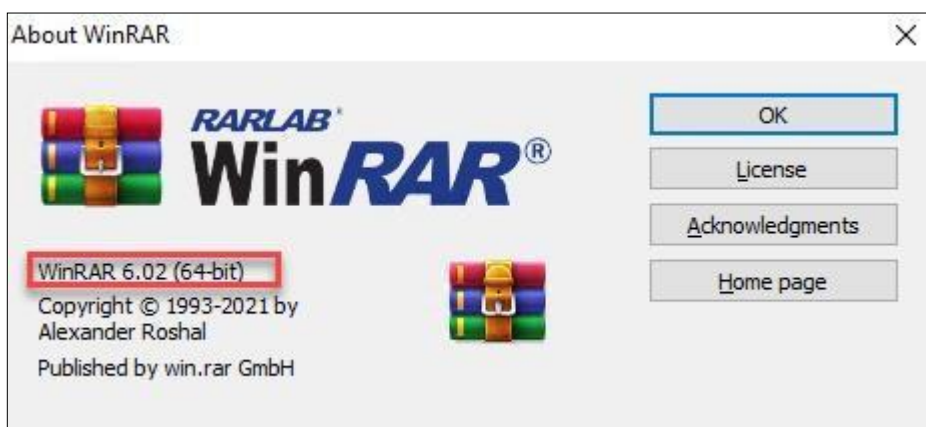 About WinRAR
RARLAB®
WinRAR®
OK
License
Acknowledgments
Home page
WinRAR 6.02 (64-bit)
Copyright © 1993-2021 by
Alexander Roshal
Published by win.rar GmbH